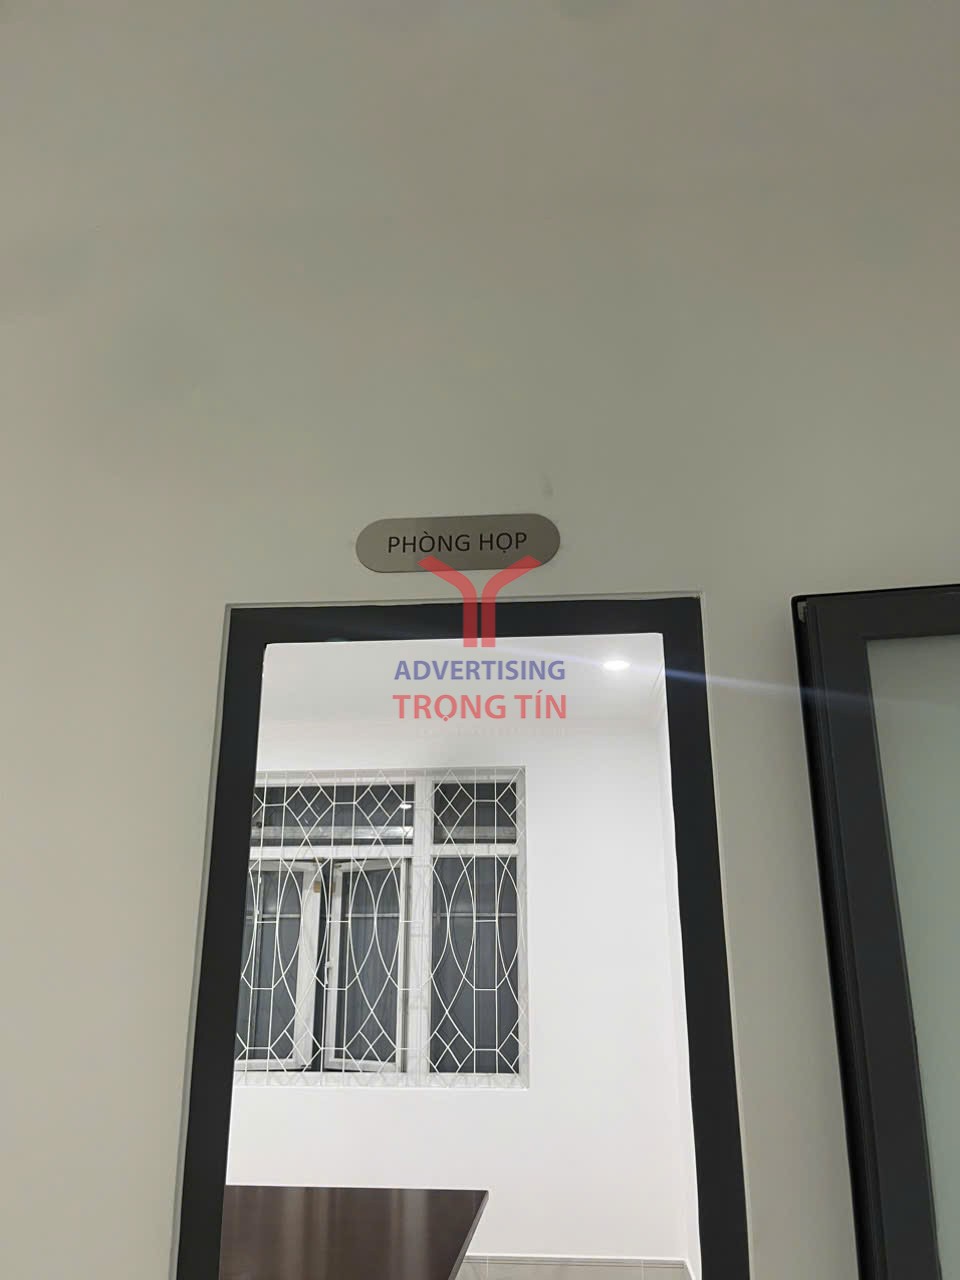 PHÒNG HỌP
ADVERTISING
TRỌNG TÍN